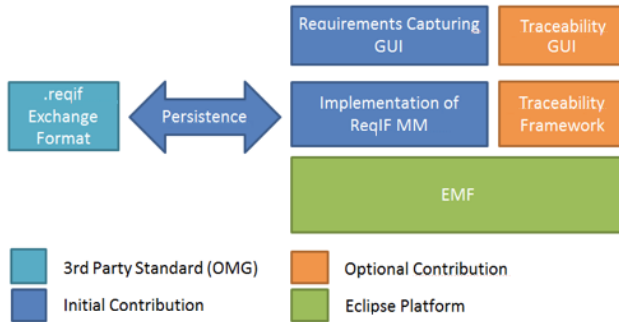 Requirements Capturing
GUI
Traceability
GUI
.reqif
Exchange
Format
Persistence
Implementation of
ReqIF MM
Traceability
Framework
EMF
3rd Party Standard (OMG)
Optional Contribution
Initial Contribution
Eclipse Platform